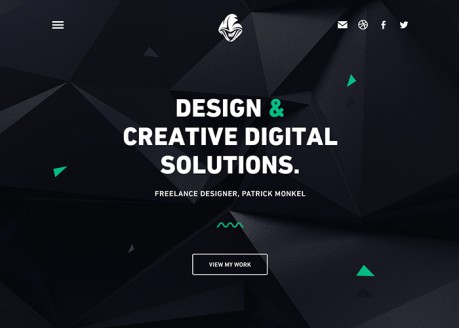 DESIGN &
CREATIVE DIGITAL
SOLUTIONS.
FREELANCE DESIGNER, PATRICK MONKEL
VIEW MY WORK